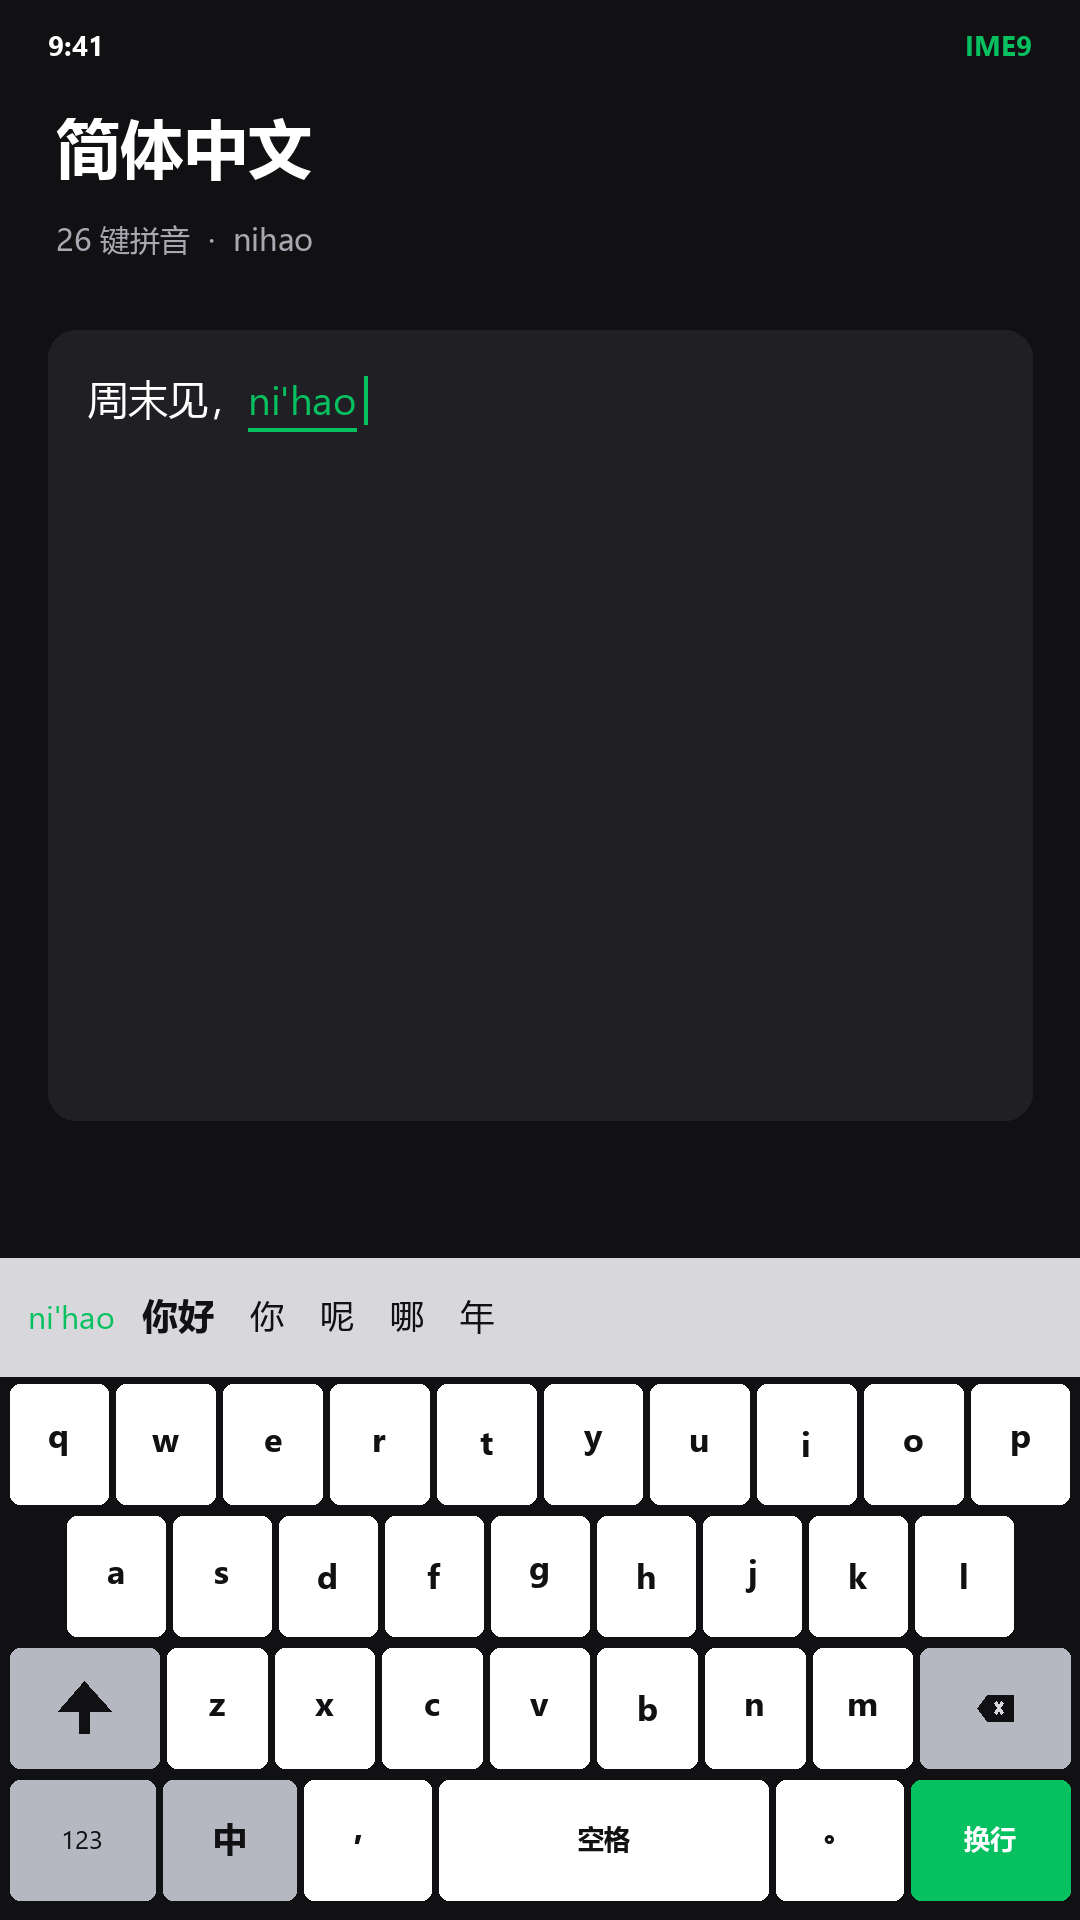 9:41 IME9
简体中文
26 键拼音 · nihao
周末见，ni'hao
ni'hao 你好 你 呢 哪 年
q w e r t y u i o p
a s d f g h j k l
z x c v b n m
123 中 , 空格 。 换行